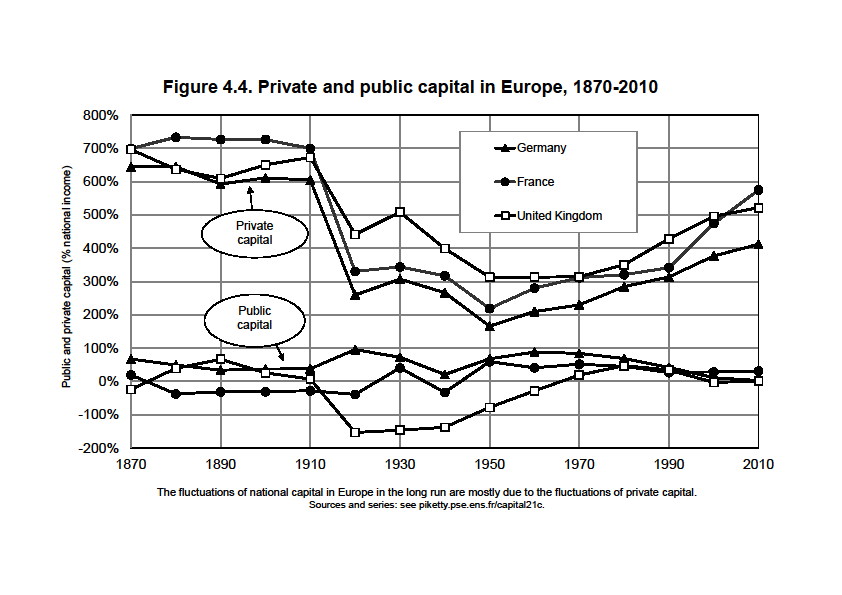 Figure 4.4. Private and public capital in Europe, 1870-2010
Public and private capital (% national income)
800%
700%
600%
500%
400%
300%
200%
100%
0%
-100%
-200%
Germany
France
United Kingdom
Private
capital
Public
capital
1870
1890
1910
1930
1950
1970
1990
2010
The fluctuations of national capital in Europe in the long run are mostly due to the fluctuations of private capital.
Sources and series: see piketty.pse.ens.fr/capital21c.